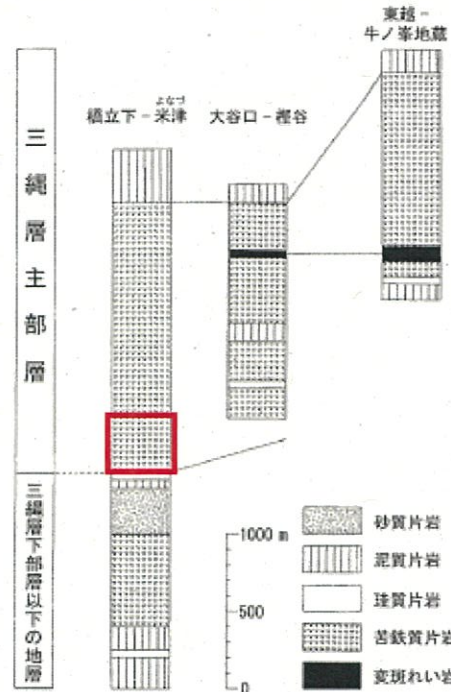 東越－
牛ノ峯地蔵
よなづ
橋立下－米津
大谷口－樫谷
三縄層主部層
三縄層下部層以下の地層
1000 m
500
0
砂質片岩
泥質片岩
珪質片岩
苦鉄質片岩
変斑れい岩